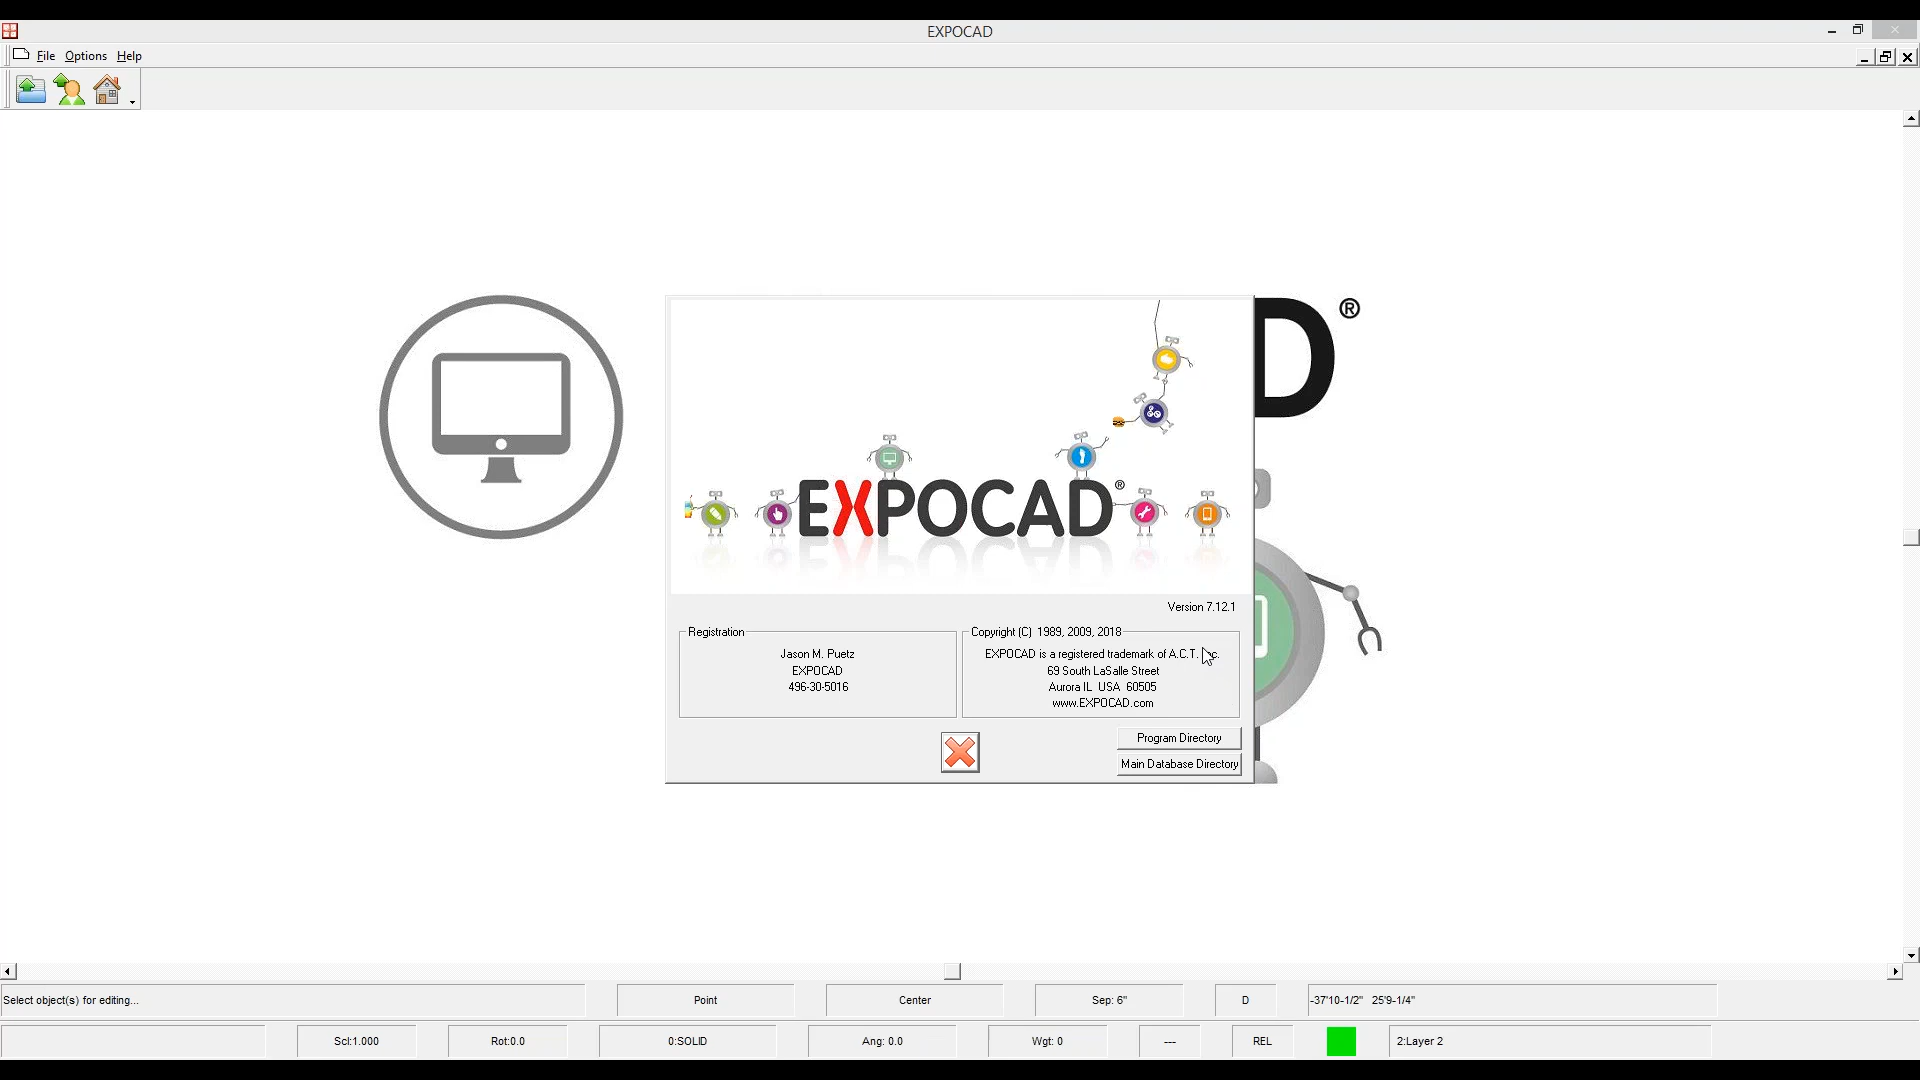 EXPOCAD
File Options Help
D®
EXPOCAD®
Version 7.12.1
Registration
Jason M. Puetz
EXPOCAD
496-30-5016
Copyright (C) 1989, 2009, 2018
EXPOCAD is a registered trademark of A.C.T.
69 South LaSalle Street
Aurora IL USA 60505
www.EXPOCAD.com
Program Directory
Main Database Directory
Select object(s) for editing...
Point
Center
Sep: 6"
D
-37'10-1/2" 25'9-1/4"
Scl:1.000
Rot:0.0
0:SOLID
Ang: 0.0
Wgt: 0
---
REL
2:Layer 2